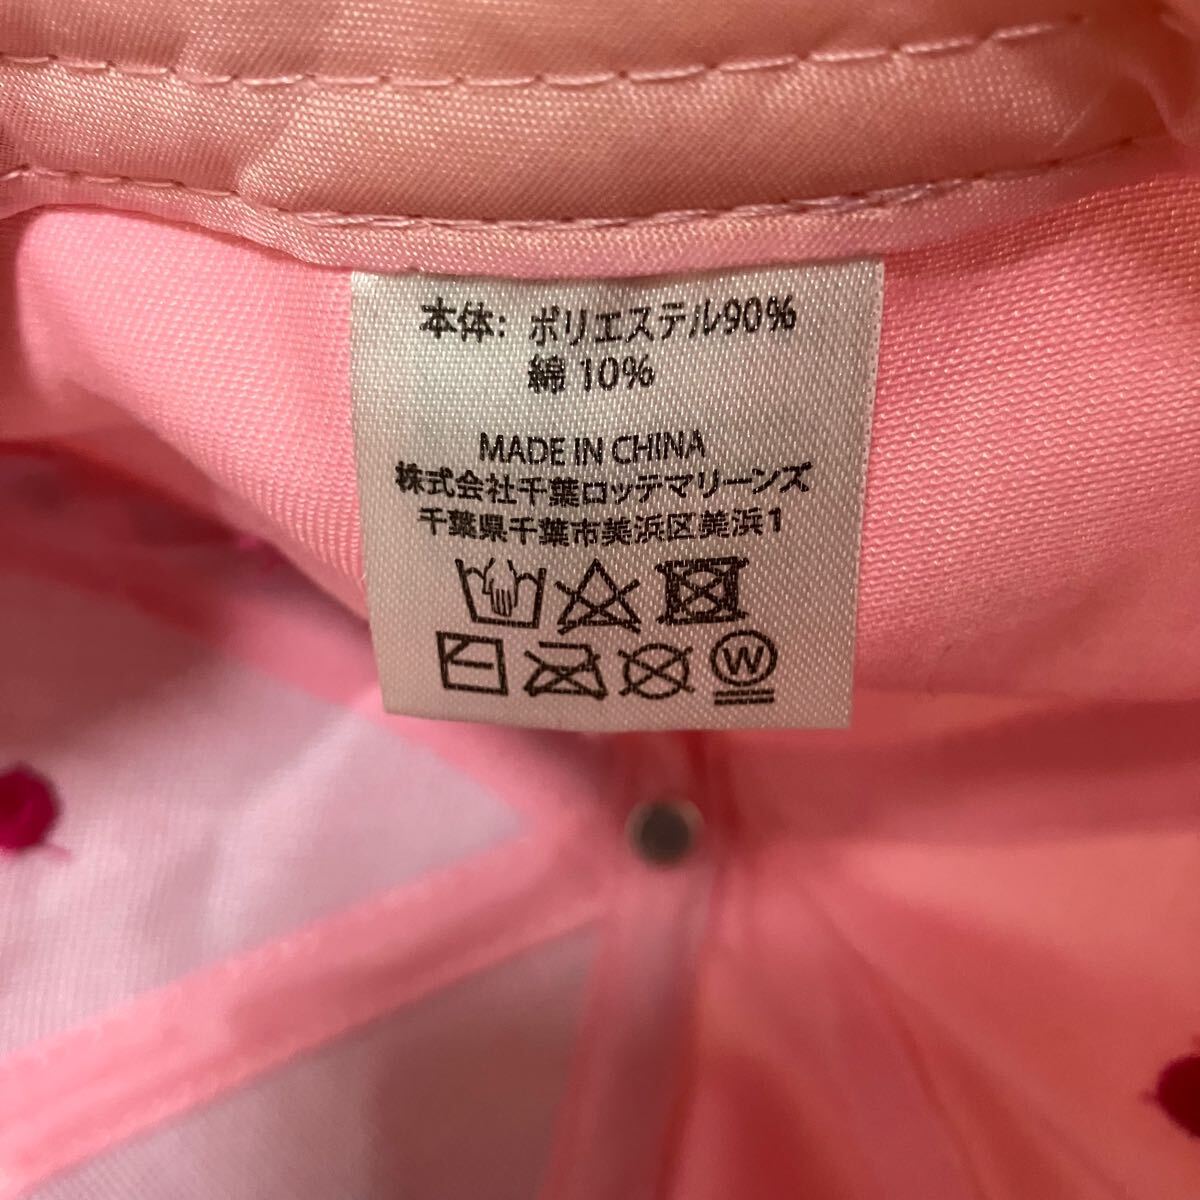 本体: ポリエステル90%
綿 10%
MADE IN CHINA
株式会社千葉ロッテマリーンズ
千葉県千葉市美浜区美浜1
W